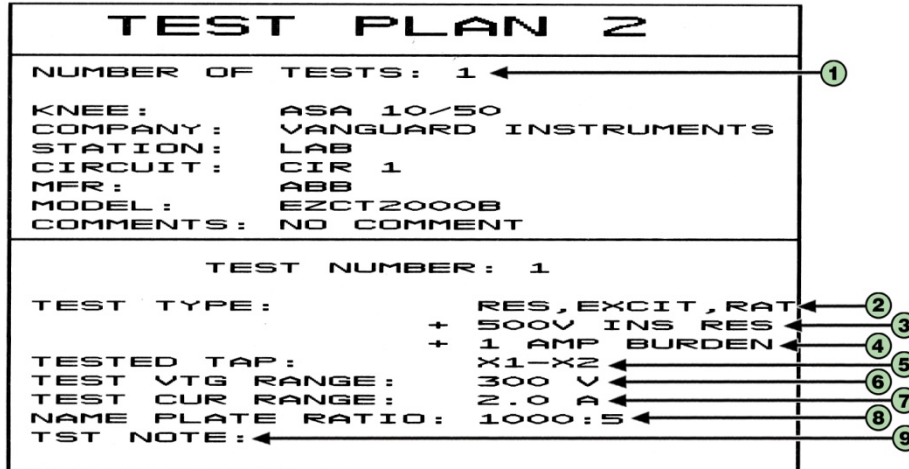 TEST PLAN 2
NUMBER OF TESTS: 1 1
KNEE: ASA 10/50
COMPANY: VANGUARD INSTRUMENTS
STATION: LAB
CIRCUIT: CIR 1
MFR: ABB
MODEL: EZCT2000B
COMMENTS: NO COMMENT
TEST NUMBER: 1
TEST TYPE: RES,EXCIT,RAT 2
+ 500V INS RES 3
+ 1 AMP BURDEN 4
TESTED TAP: X1-X2 5
TEST VTG RANGE: 300 V 6
TEST CUR RANGE: 2.0 A 7
NAME PLATE RATIO: 1000:5 8
TST NOTE: 9